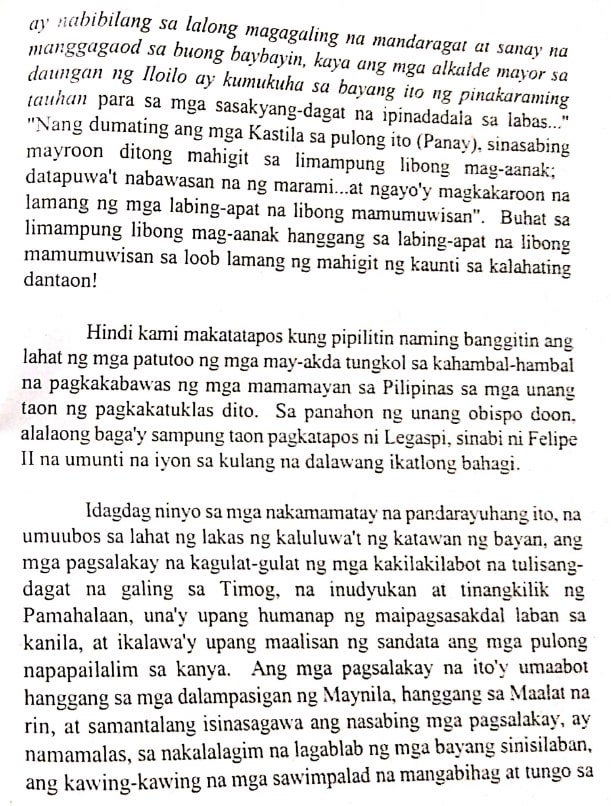 ay nabibilang sa lalong magagaling na mandaragat at sanay na
manggagaod sa buong baybayin, kaya ang mga alkalde mayor sa
daungan ng Iloilo ay kumukuha sa bayang ito ng pinakaraming
tauhan para sa mga sasakyang-dagat na ipinadadala sa labas..."
"Nang dumating ang mga Kastila sa pulong ito (Panay), sinasabing
mayroon ditong mahigit sa limampung libong mag-aanak;
datapuwa't nabawasan na ng marami...at ngayo'y magkakaroon na
lamang ng mga labing-apat na libong mamumuwisan". Buhat sa
limampung libong mag-aanak hanggang sa labing-apat na libong
mamumuwisan sa loob lamang ng mahigit ng kaunti sa kalahating
dantaon!
Hindi kami makatatapos kung pipilitin naming banggitin ang
lahat ng mga patutoo ng mga may-akda tungkol sa kahambal-hambal
na pagkakabawas ng mga mamamayan sa Pilipinas sa mga unang
taon ng pagkakatuklas dito. Sa panahon ng unang obispo doon,
alalaong baga'y sampung taon pagkatapos ni Legaspi, sinabi ni Felipe
II na umunti na iyon sa kulang na dalawang ikatlong bahagi.
Idagdag ninyo sa mga nakamamatay na pandarayuhang ito, na
umuubos sa lahat ng lakas ng kaluluwa't ng katawan ng bayan, ang
mga pagsalakay na kagulat-gulat ng mga kakilakilabot na tulisang-
dagat na galing sa Timog, na inudyukan at tinangkilik ng
Pamahalaan, una'y upang humanap ng maipagsasakdal laban sa
kanila, at ikalawa'y upang maalisan ng sandata ang mga pulong
napapailalim sa kanya. Ang mga pagsalakay na ito'y umaabot
hanggang sa mga dalampasigan ng Maynila, hanggang sa Maalat na
rin, at samantalang isinasagawa ang nasabing mga pagsalakay, ay
namamalas, sa nakalalagim na lagablab ng mga bayang sinisilaban,
ang kawing-kawing na mga sawimpalad na mangabihag at tungo sa